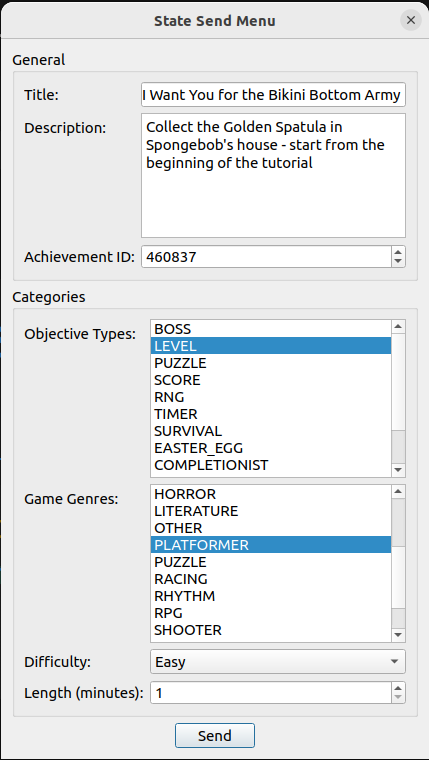 State Send Menu
General
Title: I Want You for the Bikini Bottom Army
Description: Collect the Golden Spatula in
Spongebob's house - start from the
beginning of the tutorial
Achievement ID: 460837
Categories
Objective Types: BOSS
LEVEL
PUZZLE
SCORE
RNG
TIMER
SURVIVAL
EASTER_EGG
COMPLETIONIST
Game Genres: HORROR
LITERATURE
OTHER
PLATFORMER
PUZZLE
RACING
RHYTHM
RPG
SHOOTER
Difficulty: Easy
Length (minutes): 1
Send